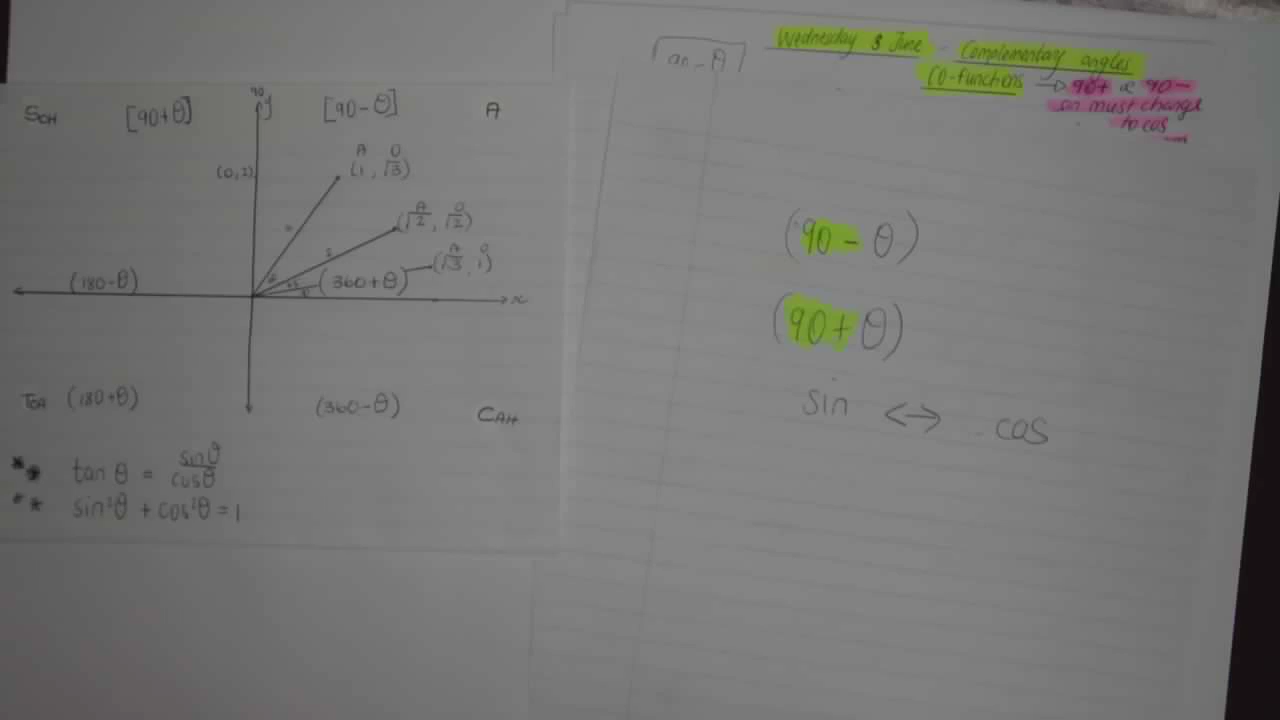 90
SOH [90+θ] y [90-θ] A
A O
(1, √3)
(0,2)
A O
(√2, √2)
A O
(√3, 1)
(180-θ) (360+θ)
x
TOA (180+θ) (360-θ) CAH
** tan θ = sinθ/cosθ
** sin²θ + cos²θ = 1
90-θ
Wednesday 3 June - Complementary angles
CO-functions → 90+ 90-
sin must change
to cos
(90-θ)
(90+θ)
sin ↔ cos